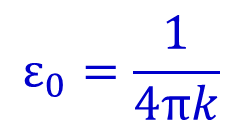 ε₀ = 1 / 4πk